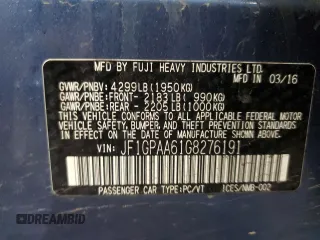 MFD BY FUJI HEAVY INDUSTRIES LTD.
MADE IN 03/16
GVWR/PNBV: 4299LB(1950KG)
GAWR/PNBE:FRONT- 2183LB( 990KG)
GAWR/PNBE:REAR - 2205LB(1000KG)
THIS VEHICLE CONFORMS TO ALL APPLICABLE FEDERAL
MOTOR VEHICLE SAFETY, BUMPER, AND THEFT PREVENTION
STANDARDS IN EFFECT ON THE DATE OF MANUFACTURE
SHOWN ABOVE.
VIN: JF1GPAA61G8276191
PASSENGER CAR TYPE:PC/VT ICES/NMB-002
© DREAMBID